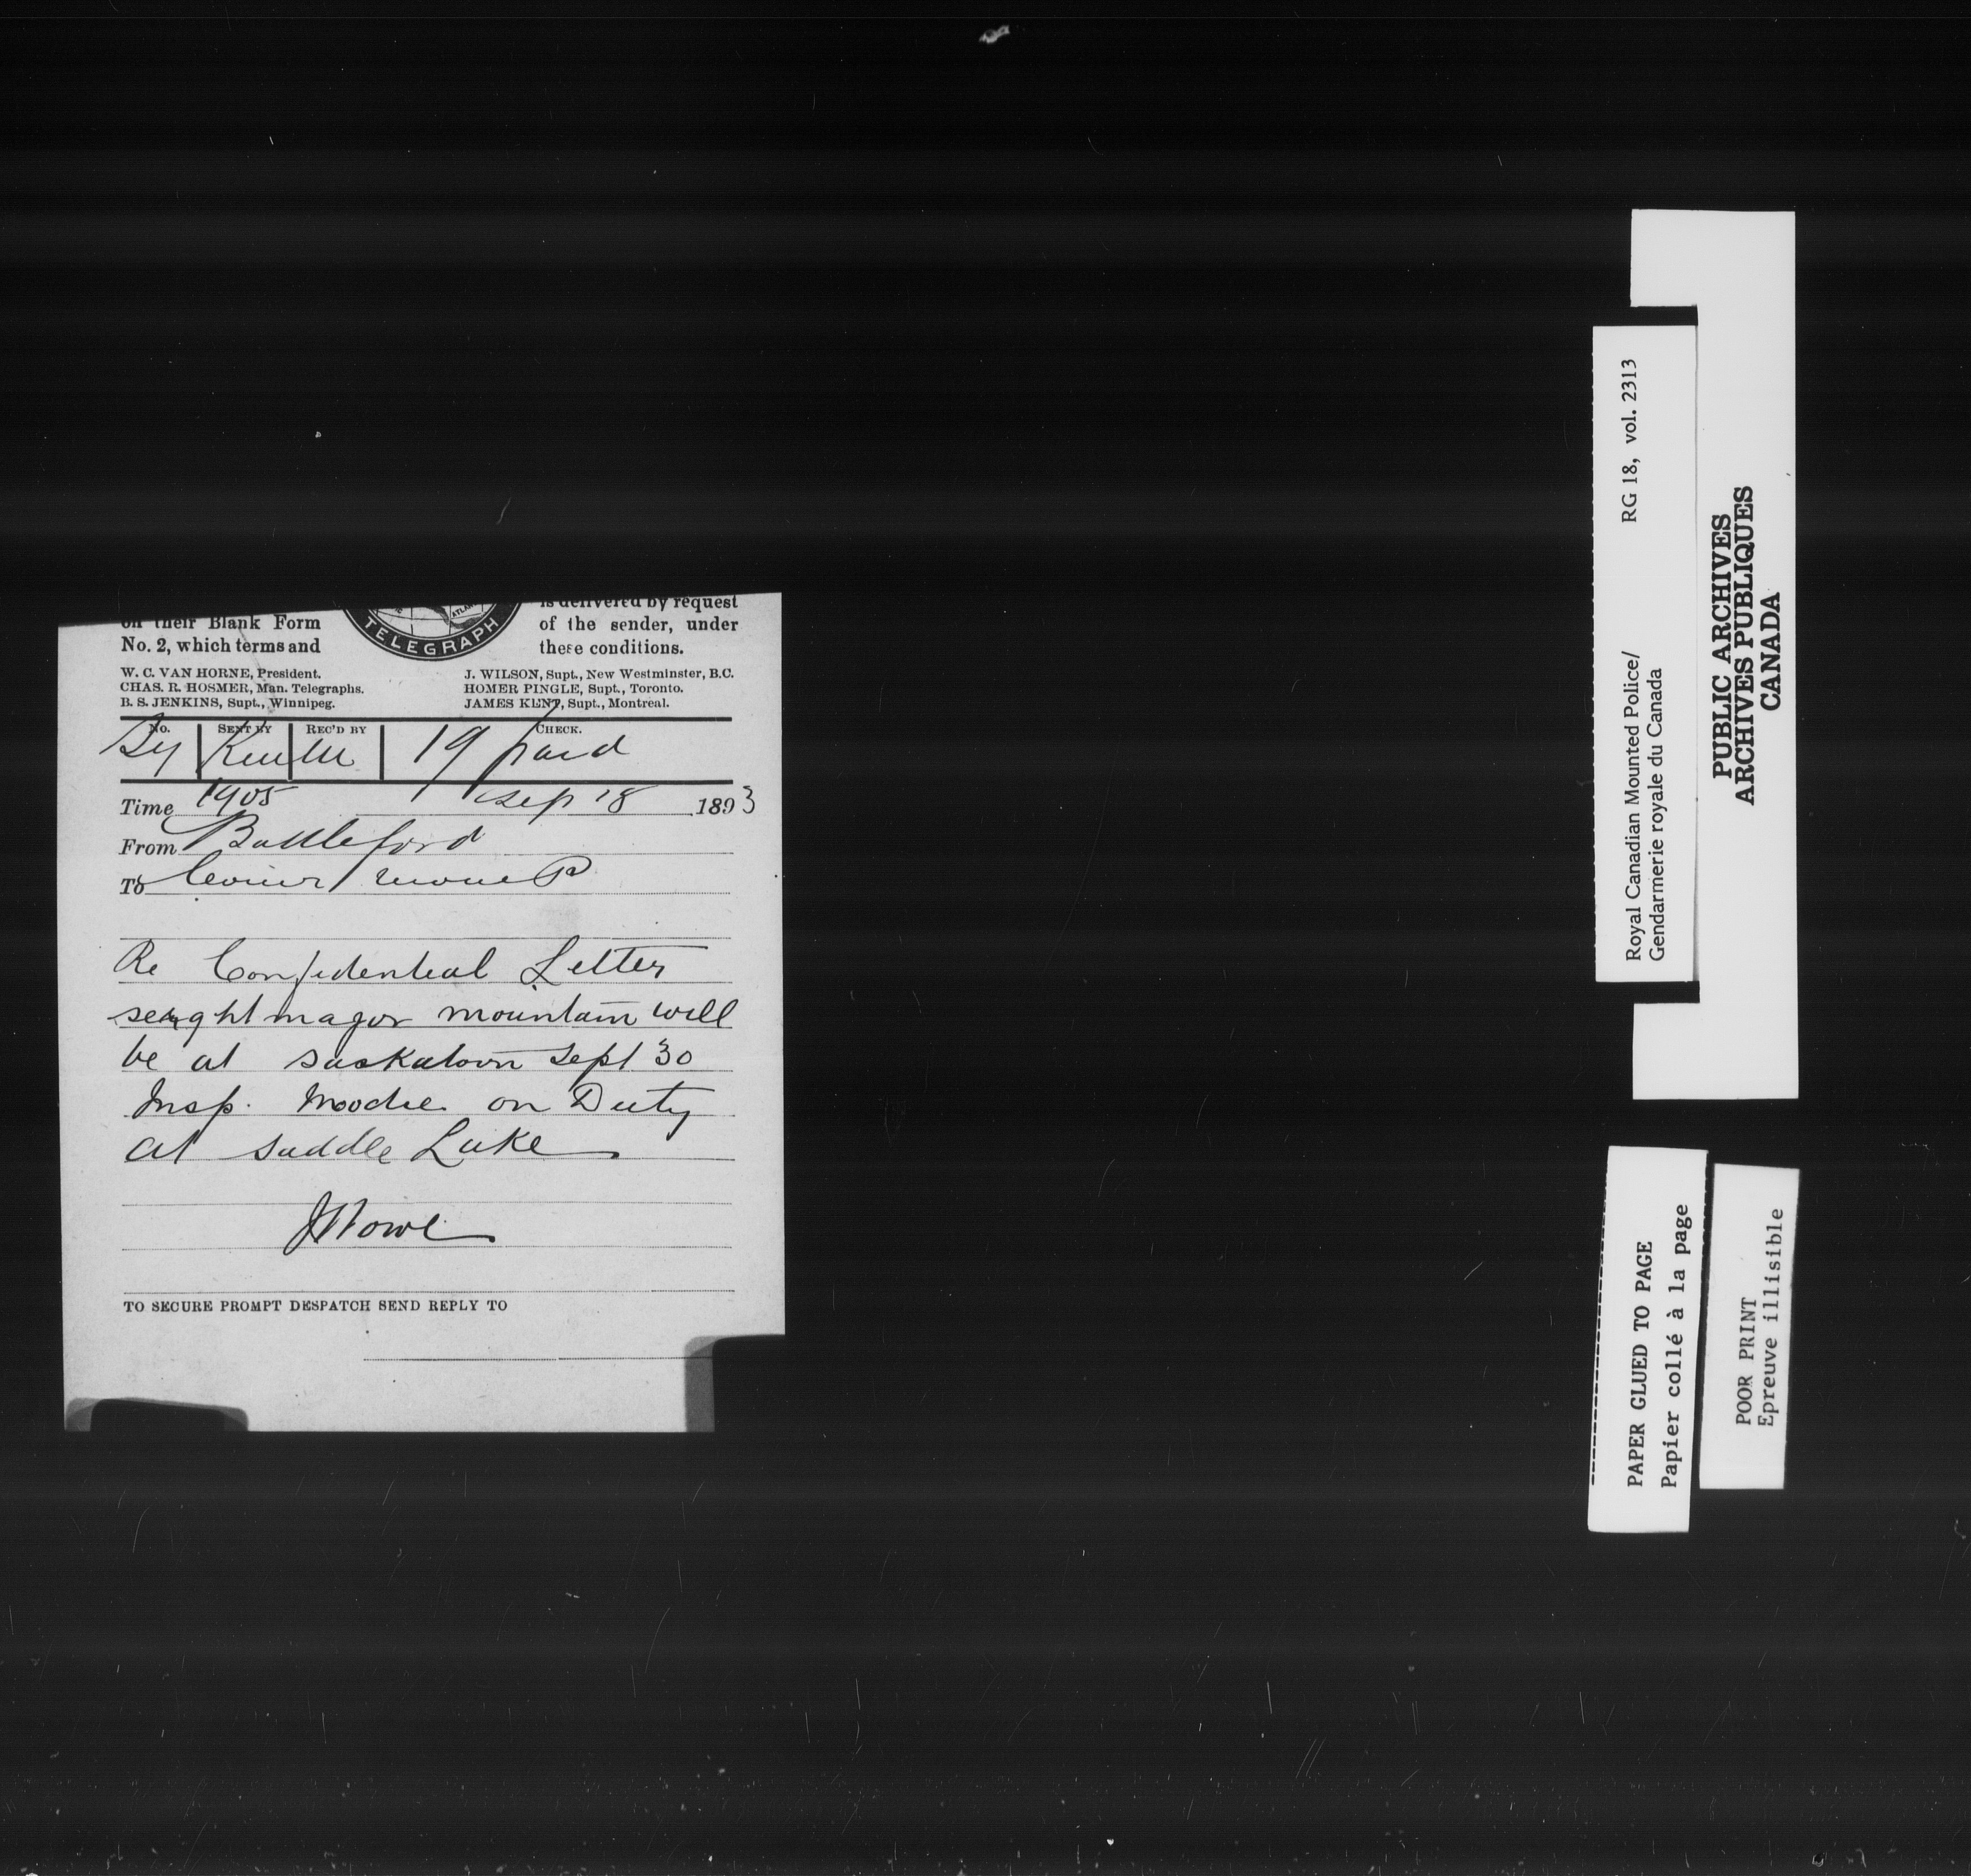 on their Blank Form
No. 2, which terms and
TELEGRAPH
is delivered by request
of the sender, under
these conditions.
W. C. VAN HORNE, President.
CHAS. R. HOSMER, Man. Telegraphs.
B. S. JENKINS, Supt., Winnipeg.
J. WILSON, Supt., New Westminster, B.C.
HOMER PINGLE, Supt., Toronto.
JAMES KENT, Supt., Montreal.
No. SENT BY REC'D BY CHECK.
19 paid
Time 1905 Sep 18 1893
From Battleford
To
Re Confidential Letter
major mountain will
be at Saskatoon Sept 30
Insp. Moodie on Duty
at Saddle Lake
J Howe
TO SECURE PROMPT DESPATCH SEND REPLY TO
Royal Canadian Mounted Police/ RG 18, vol. 2313
Gendarmerie royale du Canada
PUBLIC ARCHIVES
ARCHIVES PUBLIQUES
CANADA
PAPER GLUED TO PAGE
Papier collé à la page
POOR PRINT
Epreuve illisible